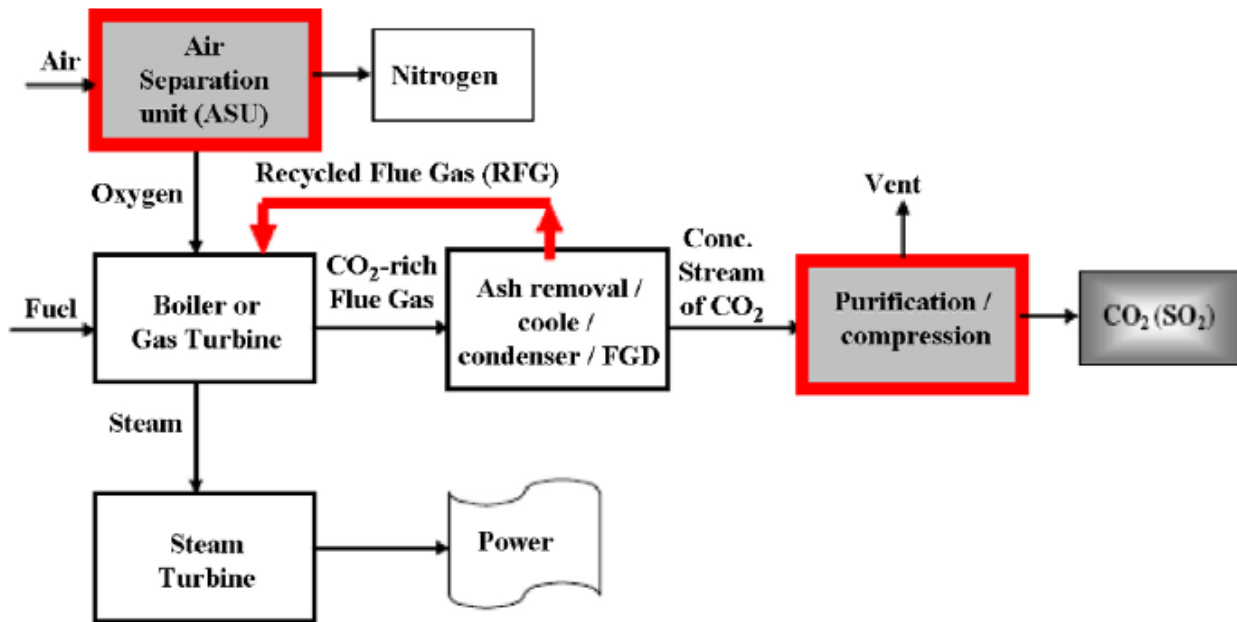 Air
Air
Separation
unit (ASU)
Nitrogen
Oxygen
Recycled Flue Gas (RFG)
Vent
Fuel
Boiler or
Gas Turbine
CO₂-rich
Flue Gas
Ash removal /
coole /
condenser / FGD
Conc.
Stream
of CO₂
Purification /
compression
CO₂ (SO₂)
Steam
Steam
Turbine
Power